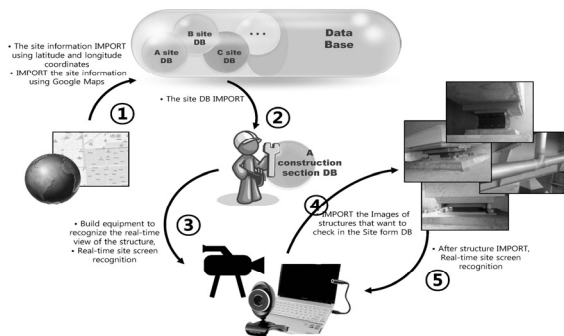 B site
DB
...
A site
DB
C site
DB
Data
Base
• The site information IMPORT
using latitude and longitude
coordinates
• IMPORT the site information
using Google Maps
①
• The site DB IMPORT
②
A
construction
section DB
③
• Build equipment to
recognize the real-time
view of the structure,
• Real-time site screen
recognition
④
IMPORT the Images of
structures that want to
check in the Site form DB
• After structure IMPORT,
Real-time site screen
recognition
⑤